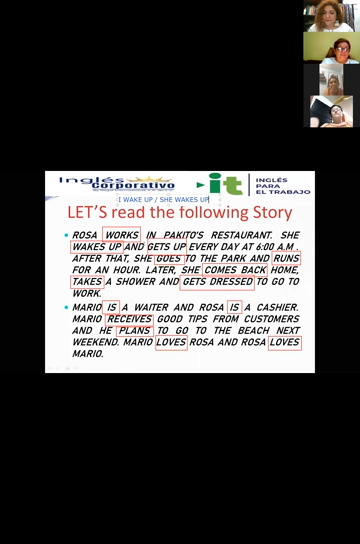 Inglés
Corporativo
it
INGLÉS
PARA
EL TRABAJO
I WAKE UP / SHE WAKES UP
LET'S read the following Story
ROSA WORKS IN PAKITO'S RESTAURANT. SHE
WAKES UP AND GETS UP EVERY DAY AT 6:00 A.M .
AFTER THAT, SHE GOES TO THE PARK AND RUNS
FOR AN HOUR. LATER, SHE COMES BACK HOME,
TAKES A SHOWER AND GETS DRESSED TO GO TO
WORK.
MARIO IS A WAITER AND ROSA IS A CASHIER.
MARIO RECEIVES GOOD TIPS FROM CUSTOMERS
AND HE PLANS TO GO TO THE BEACH NEXT
WEEKEND. MARIO LOVES ROSA AND ROSA LOVES
MARIO.